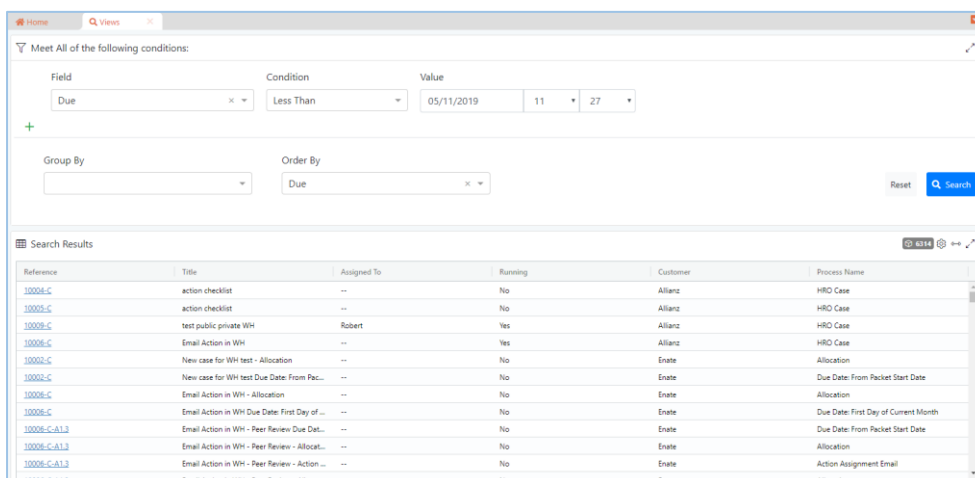 Home Views
Meet All of the following conditions:
Field Condition Value
Due Less Than 05/11/2019 11 27
Group By Order By
Due
Reset Search
Search Results 6314
Reference Title Assigned To Running Customer Process Name
10004-C action checklist -- No Allianz HRO Case
10005-C action checklist -- No Allianz HRO Case
10009-C test public private WH Robert Yes Allianz HRO Case
10006-C Email Action in WH -- Yes Allianz HRO Case
10002-C New case for WH test - Allocation -- No Enate Allocation
10002-C New case for WH test Due Date: From Pac... -- No Enate Due Date: From Packet Start Date
10006-C Email Action in WH - Allocation -- No Enate Allocation
10006-C Email Action in WH Due Date: First Day of ... -- No Enate Due Date: First Day of Current Month
10006-C-A1.3 Email Action in WH - Peer Review Due Dat... -- No Enate Due Date: From Packet Start Date
10006-C-A1.3 Email Action in WH - Peer Review - Allocat... -- No Enate Allocation
10006-C-A1.3 Email Action in WH - Peer Review - Action ... -- No Enate Action Assignment Email